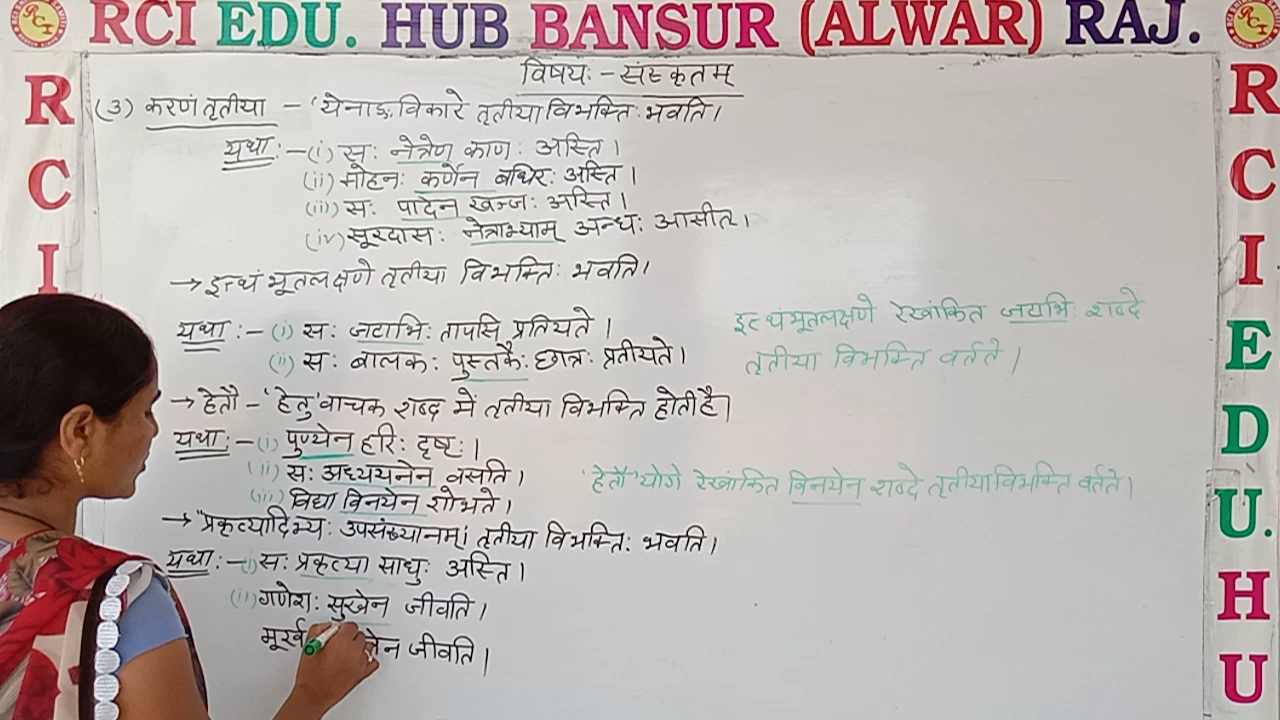 RCI EDU. HUB BANSUR (ALWAR) RAJ.
R
C
I
R
C
I
E
D
U.
H
U
विषयः - संस्कृतम्
(3) करणं तृतीया - 'येनाङ्ग विकारे तृतीया विभक्तिः भवति।
यथा :- (i) सः नेत्रेण काणः अस्ति।
(ii) मोहनः कर्णेन बधिरः अस्ति।
(iii) सः पादेन खञ्जः अस्ति।
(iv) सूरदासः नेत्राभ्याम् अन्धः आसीत्।
→ इत्थंभूतलक्षणे तृतीया विभक्तिः भवति।
यथा :- (i) सः जटाभिः तापसि प्रतियते।
(ii) सः बालकः पुस्तकैः छात्रः प्रतीयते।
इत्थंभूतलक्षणे रेखांकित जटाभिः शब्दे
तृतीया विभक्ति वर्तते।
→ हेतौ - 'हेतु' वाचक शब्द में तृतीया विभक्ति होती है।
यथा :- (i) पुण्येन हरिः दृष्टः।
(ii) सः अध्ययनेन वसति।
(iii) विद्या विनयेन शोभते।
'हेतौ' योगे रेखांकित विनयेन शब्दे तृतीया विभक्ति वर्तते।
→ "प्रकृत्यादिभ्यः उपसंख्यानम्। तृतीया विभक्तिः भवति।
यथा :- (i) सः प्रकृत्या साधुः अस्ति।
(ii) गणेशः सुखेन जीवति।
मूर्ख जीवति।